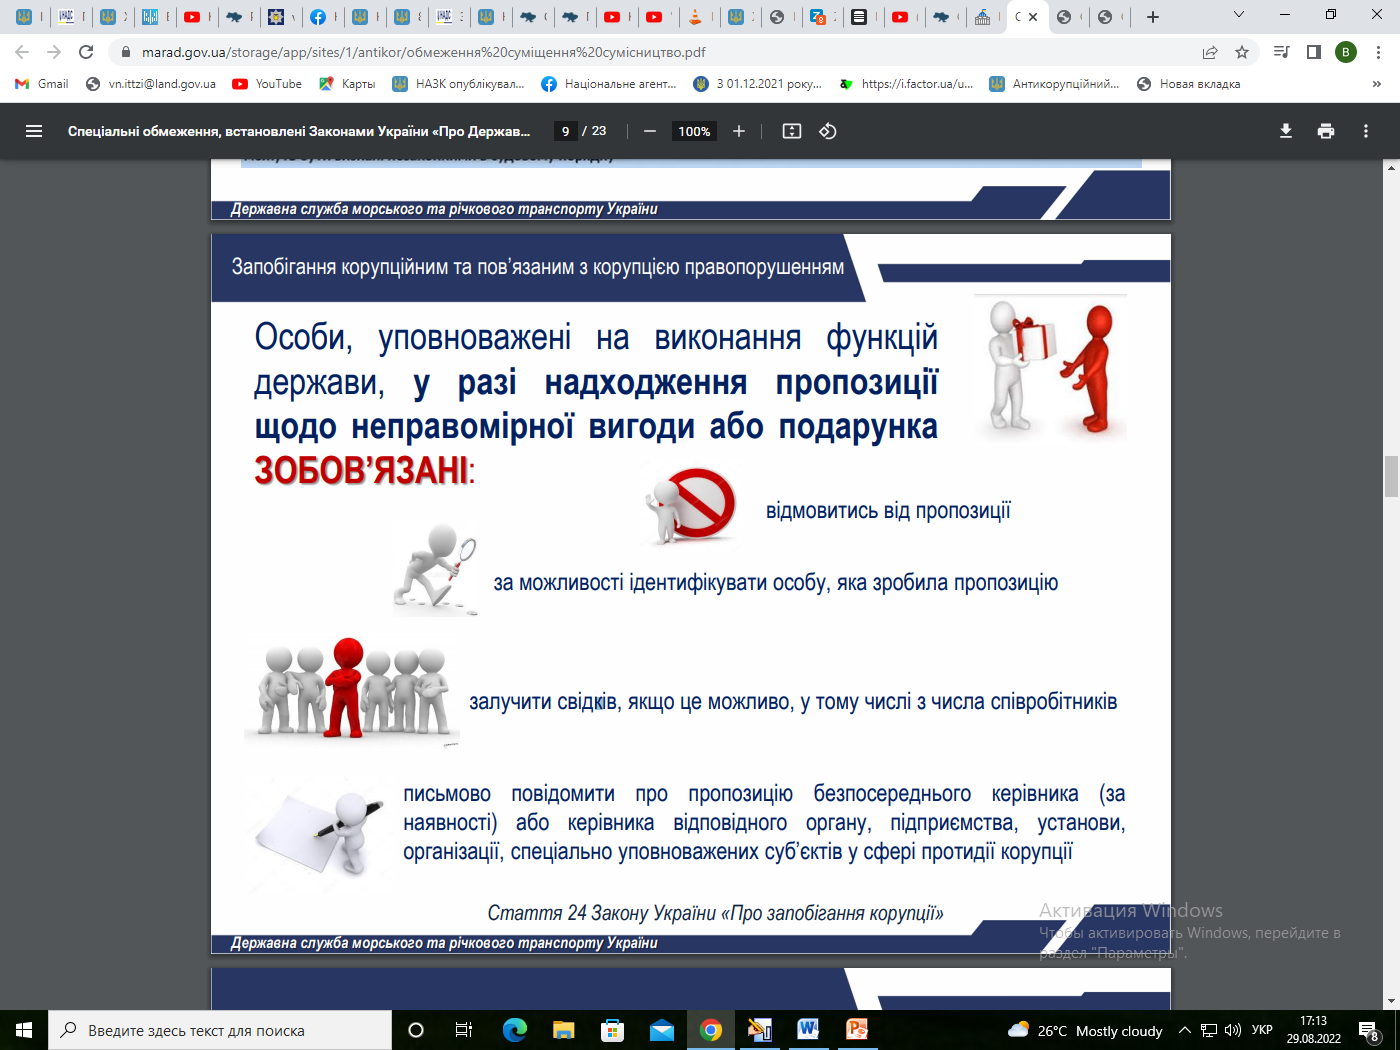 marad.gov.ua/storage/app/sites/1/antikor/обмеження%20суміщення%20сумісництво.pdf
B
Gmail
vn.ittzi@land.gov.ua
YouTube
Карты
НАЗК опублікувал...
Національне агент...
З 01.12.2021 року...
https://i.factor.ua/u...
Антикорупційний...
Новая вкладка
»
Спеціальні обмеження, встановлені Законами України «Про Держав...
9 / 23
100%
Державна служба морського та річкового транспорту України
Запобігання корупційним та пов’язаним з корупцією правопорушенням
Особи, уповноважені на виконання функцій
держави, у разі надходження пропозиції
щодо неправомірної вигоди або подарунка
ЗОБОВ’ЯЗАНІ:
відмовитись від пропозиції
за можливості ідентифікувати особу, яка зробила пропозицію
залучити свідків, якщо це можливо, у тому числі з числа співробітників
письмово повідомити про пропозицію безпосереднього керівника (за
наявності) або керівника відповідного органу, підприємства, установи,
організації, спеціально уповноважених суб’єктів у сфері протидії корупції
Стаття 24 Закону України «Про запобігання корупції»
Державна служба морського та річкового транспорту України
Активация Windows
Чтобы активировать Windows, перейдите в
раздел "Параметры".
Введите здесь текст для поиска
26°C Mostly cloudy
УКР
17:13
29.08.2022
8